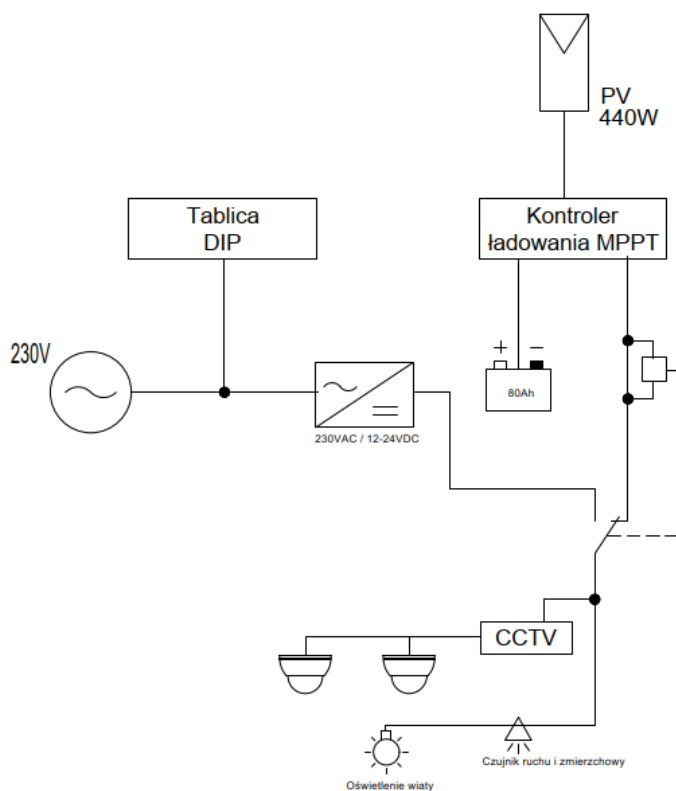 PV
440W
Tablica
DIP
Kontroler
ładowania MPPT
230V
+ −
80Ah
230VAC / 12-24VDC
CCTV
Czujnik ruchu i zmierzchowy
Oświetlenie wiaty